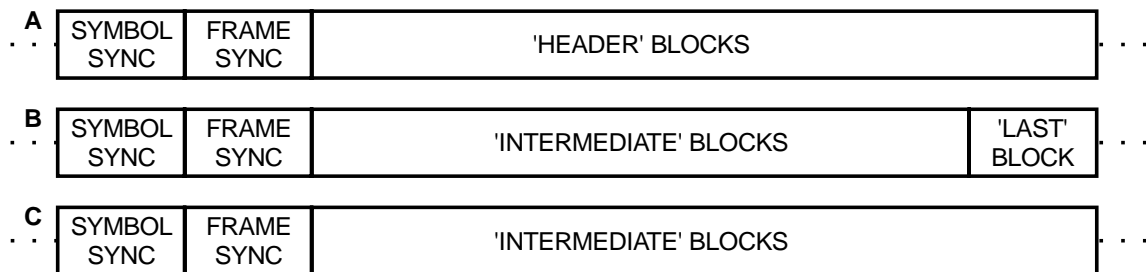 A
SYMBOL SYNC
FRAME SYNC
'HEADER' BLOCKS
B
SYMBOL SYNC
FRAME SYNC
'INTERMEDIATE' BLOCKS
'LAST' BLOCK
C
SYMBOL SYNC
FRAME SYNC
'INTERMEDIATE' BLOCKS